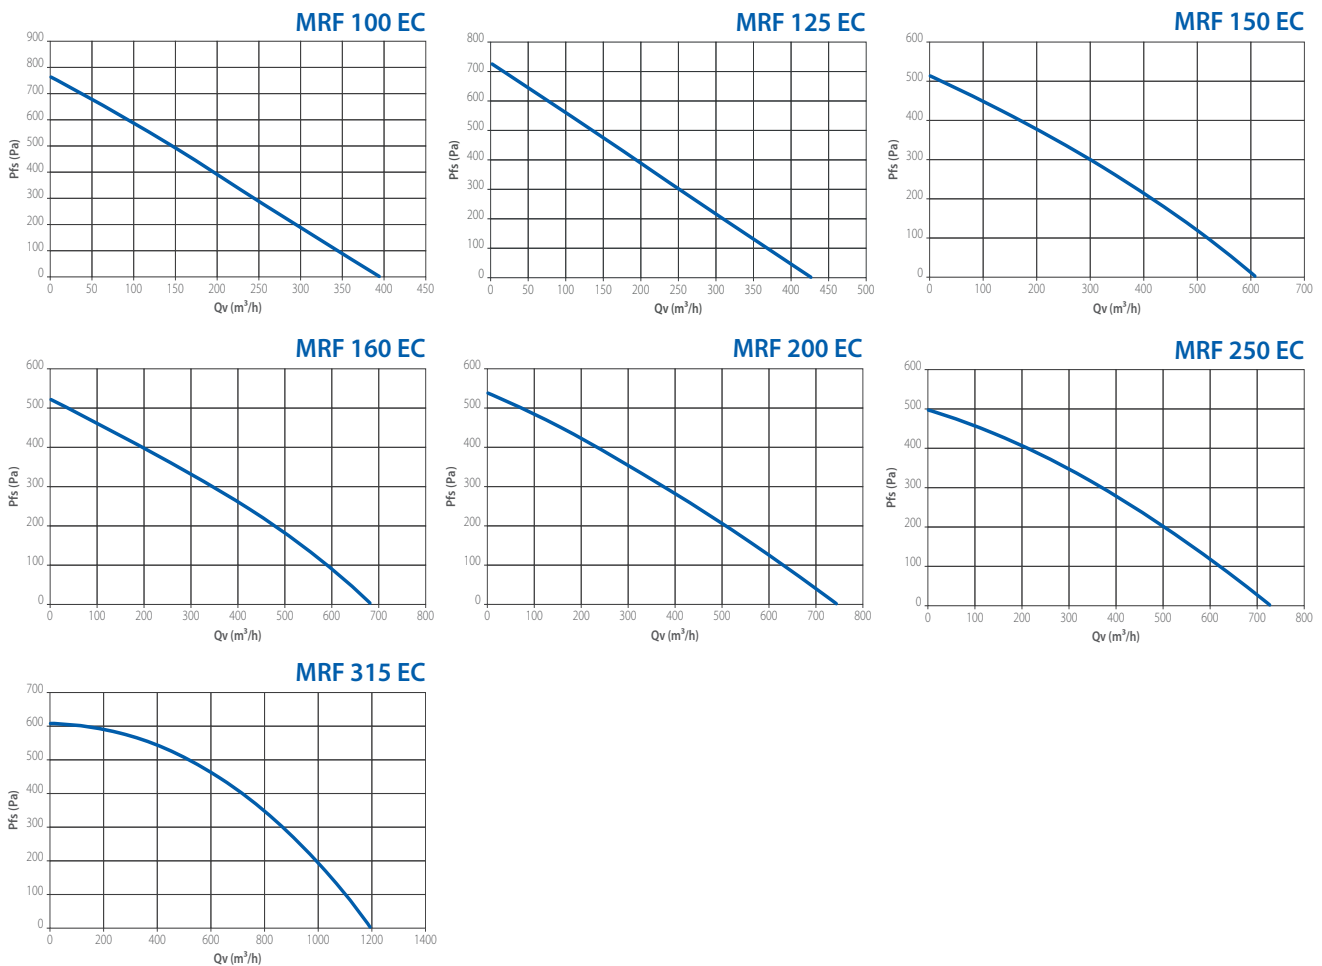 MRF 100 EC
900
800
700
600
500
400
300
200
100
0
Pfs (Pa)
0 50 100 150 200 250 300 350 400 450
Qv (m³/h)
MRF 125 EC
800
700
600
500
400
300
200
100
0
Pfs (Pa)
0 50 100 150 200 250 300 350 400 450 500
Qv (m³/h)
MRF 150 EC
600
500
400
300
200
100
0
Pfs (Pa)
0 100 200 300 400 500 600 700
Qv (m³/h)
MRF 160 EC
600
500
400
300
200
100
0
Pfs (Pa)
0 100 200 300 400 500 600 700 800
Qv (m³/h)
MRF 200 EC
600
500
400
300
200
100
0
Pfs (Pa)
0 100 200 300 400 500 600 700 800
Qv (m³/h)
MRF 250 EC
600
500
400
300
200
100
0
Pfs (Pa)
0 100 200 300 400 500 600 700 800
Qv (m³/h)
MRF 315 EC
700
600
500
400
300
200
100
0
Pfs (Pa)
0 200 400 600 800 1000 1200 1400
Qv (m³/h)